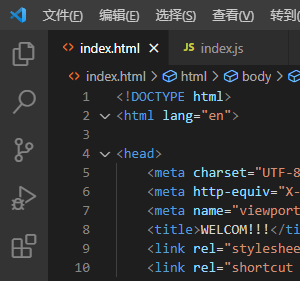 文件(F) 编辑(E) 选择(S) 查看(V) 转到
index.html JS index.js
index.html > html > body >
1 <!DOCTYPE html>
2 <html lang="en">
3
4 <head>
5 <meta charset="UTF-8
6 <meta http-equiv="X-
7 <meta name="viewport
8 <title>WELCOM!!!</ti
9 <link rel="styleshee
10 <link rel="shortcut